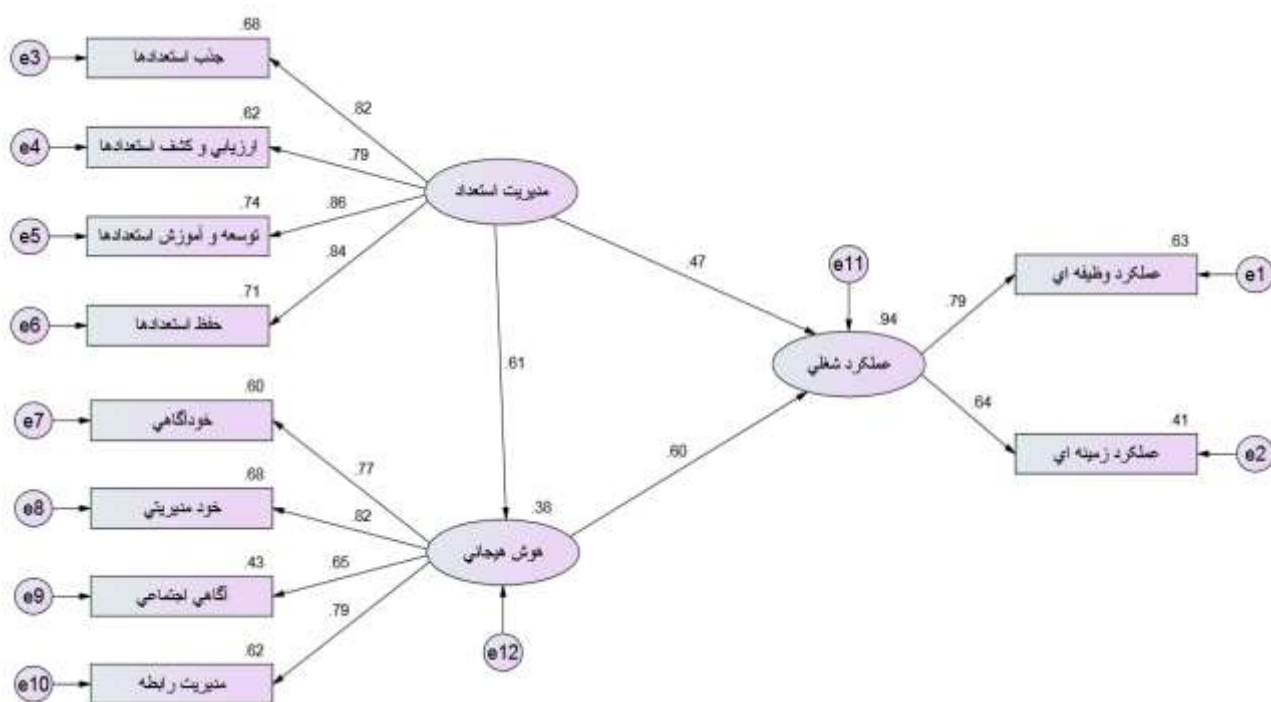 .68
e3
جذب استعدادها
.82
.62
e4
ارزيابي و كشف استعدادها
.79
.74
e5
توسعه و آموزش استعدادها
.86
.71
e6
حفظ استعدادها
.84
مديريت استعداد
.47
.61
e11
.94
عملكرد شغلي
.79
.63
عملكرد وظيفه اي
e1
.64
.41
عملكرد زمينه اي
e2
.60
.60
e7
خودآگاهي
.77
.68
e8
خود مديريتي
.82
.43
e9
آگاهي اجتماعي
.65
.62
e10
مديريت رابطه
.79
.38
هوش هيجاني
e12